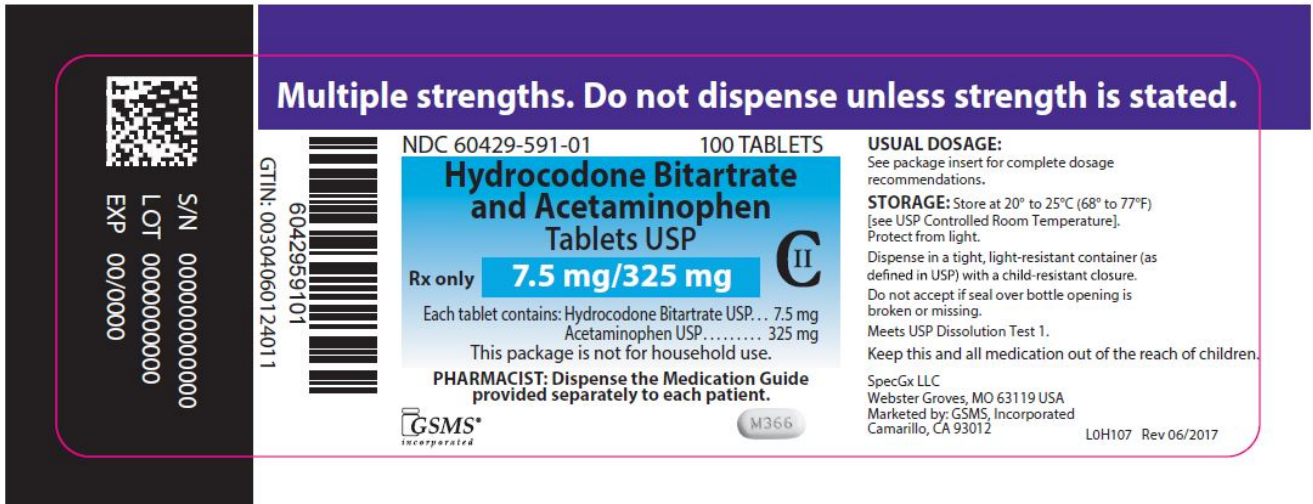 Multiple strengths. Do not dispense unless strength is stated.
S/N 000000000000
LOT 0000000000
EXP 00/0000
GTIN: 00304060124011
6042959101
NDC 60429-591-01 100 TABLETS
Hydrocodone Bitartrate
and Acetaminophen
Tablets USP
CII
Rx only 7.5 mg/325 mg
Each tablet contains: Hydrocodone Bitartrate USP... 7.5 mg
Acetaminophen USP......... 325 mg
This package is not for household use.
PHARMACIST: Dispense the Medication Guide
provided separately to each patient.
GSMS®
incorporated
M366
USUAL DOSAGE:
See package insert for complete dosage
recommendations.
STORAGE: Store at 20° to 25°C (68° to 77°F)
[see USP Controlled Room Temperature].
Protect from light.
Dispense in a tight, light-resistant container (as
defined in USP) with a child-resistant closure.
Do not accept if seal over bottle opening is
broken or missing.
Meets USP Dissolution Test 1.
Keep this and all medication out of the reach of children.
SpecGx LLC
Webster Groves, MO 63119 USA
Marketed by: GSMS, Incorporated
Camarillo, CA 93012
L0H107 Rev 06/2017